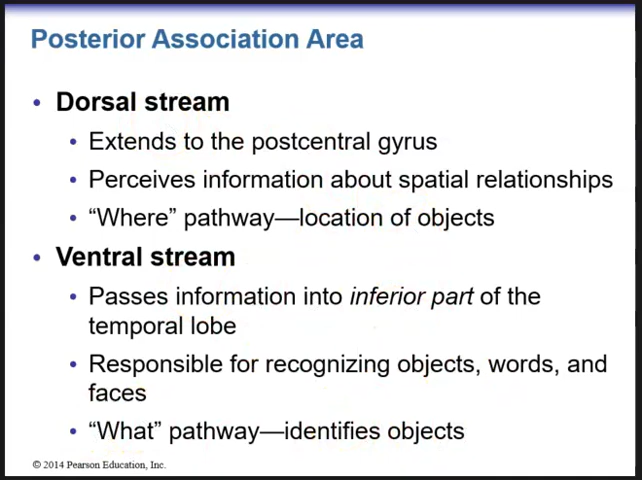 Posterior Association Area
• Dorsal stream
• Extends to the postcentral gyrus
• Perceives information about spatial relationships
• “Where” pathway—location of objects
• Ventral stream
• Passes information into inferior part of the
temporal lobe
• Responsible for recognizing objects, words, and
faces
• “What” pathway—identifies objects
© 2014 Pearson Education, Inc.